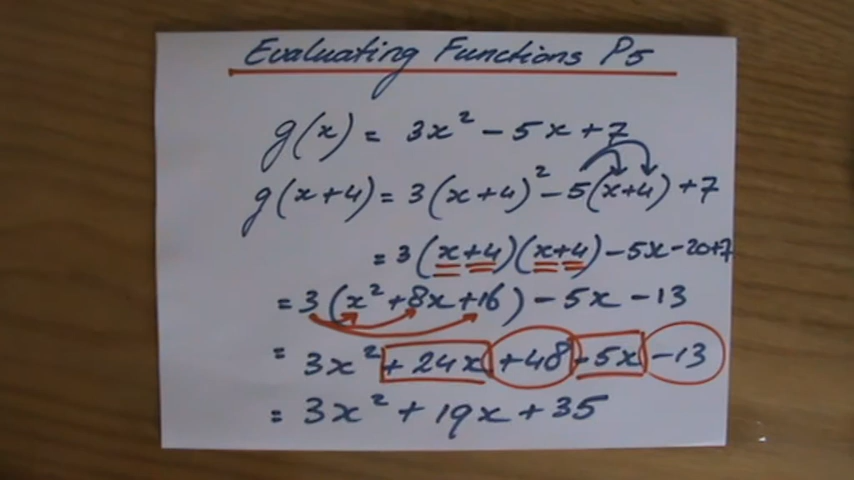 Evaluating Functions P5
g(x) = 3x² - 5x + 7
g(x+4) = 3(x+4)² - 5(x+4) + 7
= 3(x+4)(x+4) - 5x - 20 + 7
= 3(x² + 8x + 16) - 5x - 13
= 3x² + 24x + 48 - 5x - 13
= 3x² + 19x + 35